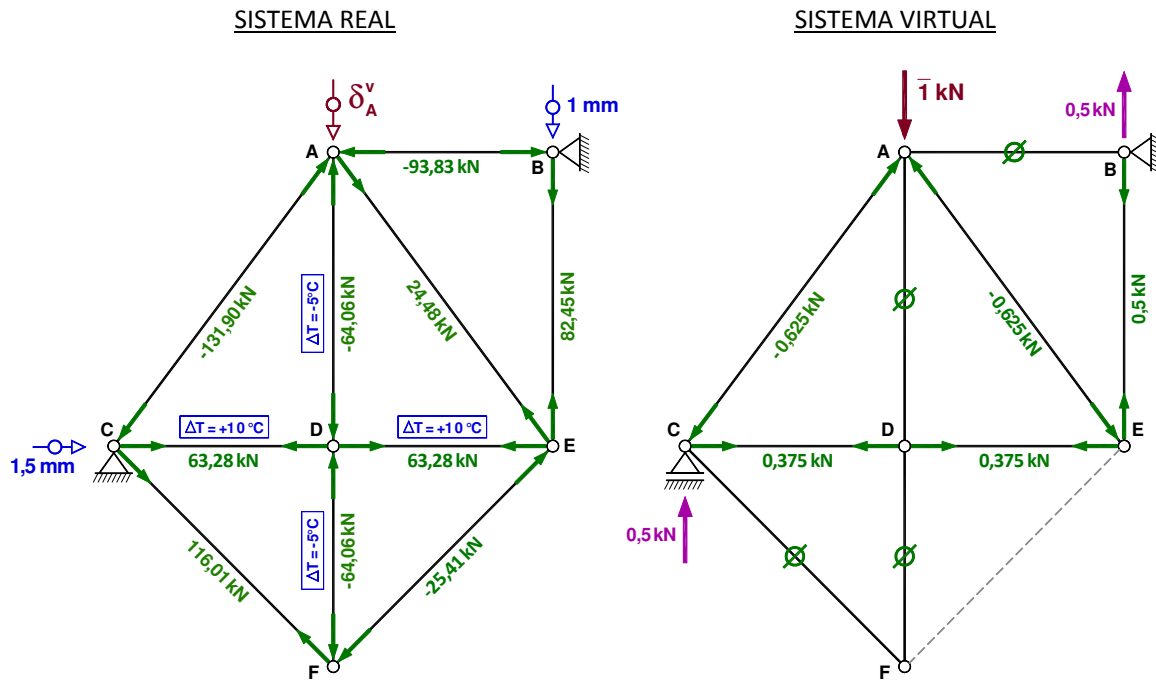 SISTEMA REAL
δ_A^v
1 mm
A
B
-93,83 kN
-131,90 kN
ΔT = -5°C
-64,06 kN
24,48 kN
82,45 kN
C
ΔT = +10 °C
D
ΔT = +10 °C
E
1,5 mm
63,28 kN
63,28 kN
116,01 kN
ΔT = -5°C
-64,06 kN
-25,41 kN
F
SISTEMA VIRTUAL
1̅ kN
0,5 kN
A
B
-0,625 kN
-0,625 kN
0,5 kN
C
D
E
0,375 kN
0,375 kN
0,5 kN
F